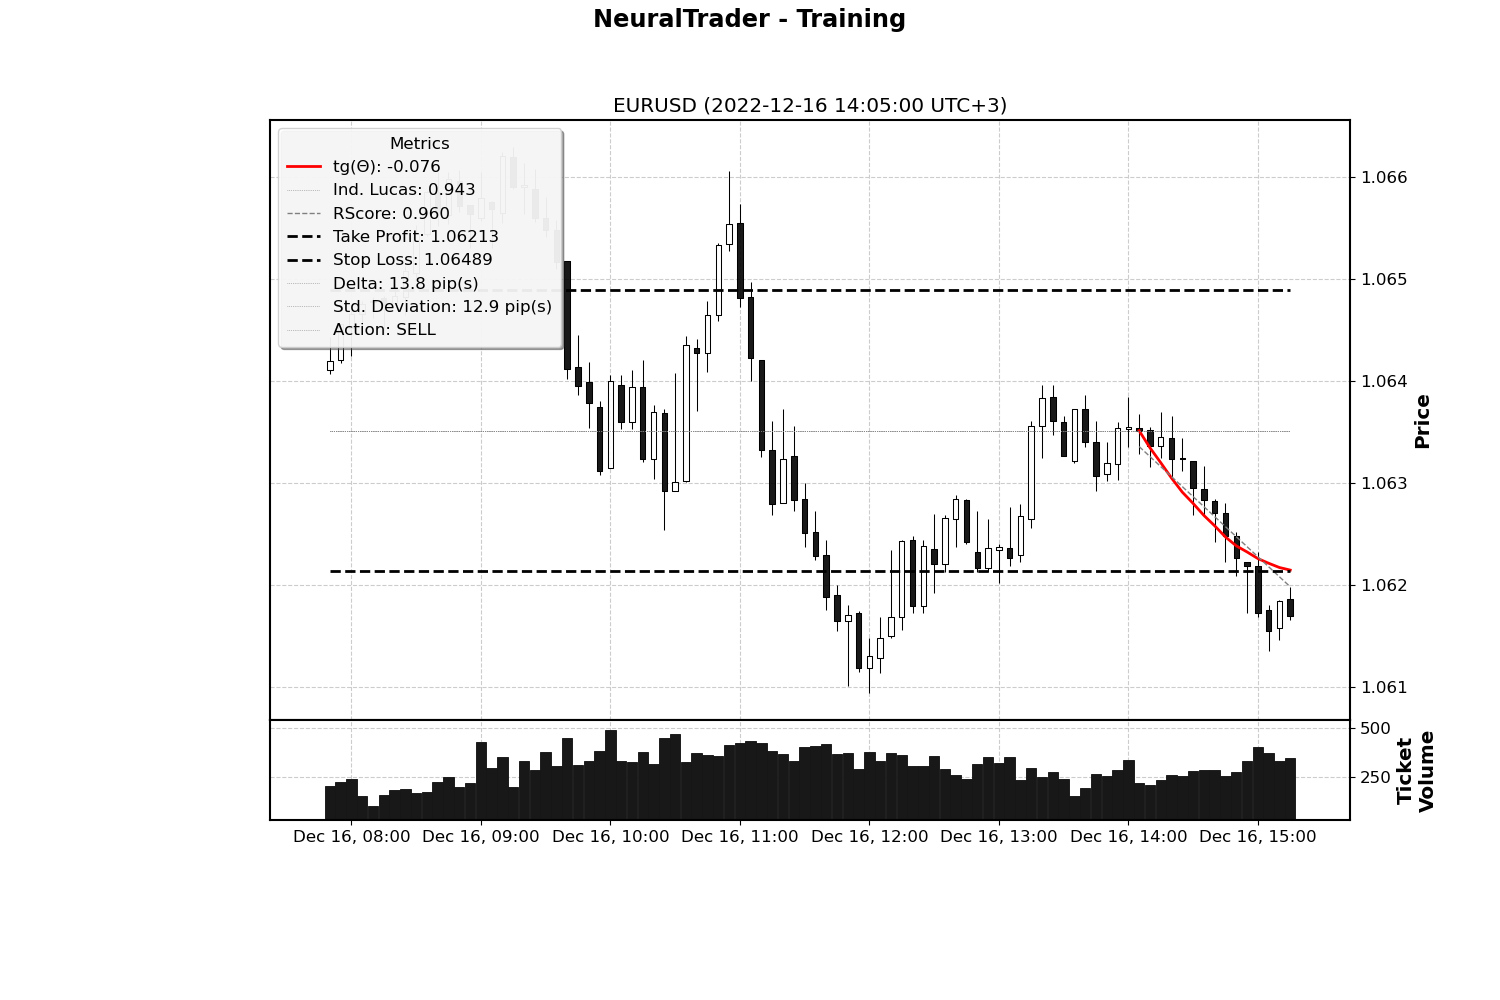 NeuralTrader - Training
EURUSD (2022-12-16 14:05:00 UTC+3)
Metrics
tg(Θ): -0.076
Ind. Lucas: 0.943
RScore: 0.960
Take Profit: 1.06213
Stop Loss: 1.06489
Delta: 13.8 pip(s)
Std. Deviation: 12.9 pip(s)
Action: SELL
1.066
1.065
1.064
1.063
1.062
1.061
Price
500
250
Ticket
Volume
Dec 16, 08:00
Dec 16, 09:00
Dec 16, 10:00
Dec 16, 11:00
Dec 16, 12:00
Dec 16, 13:00
Dec 16, 14:00
Dec 16, 15:00